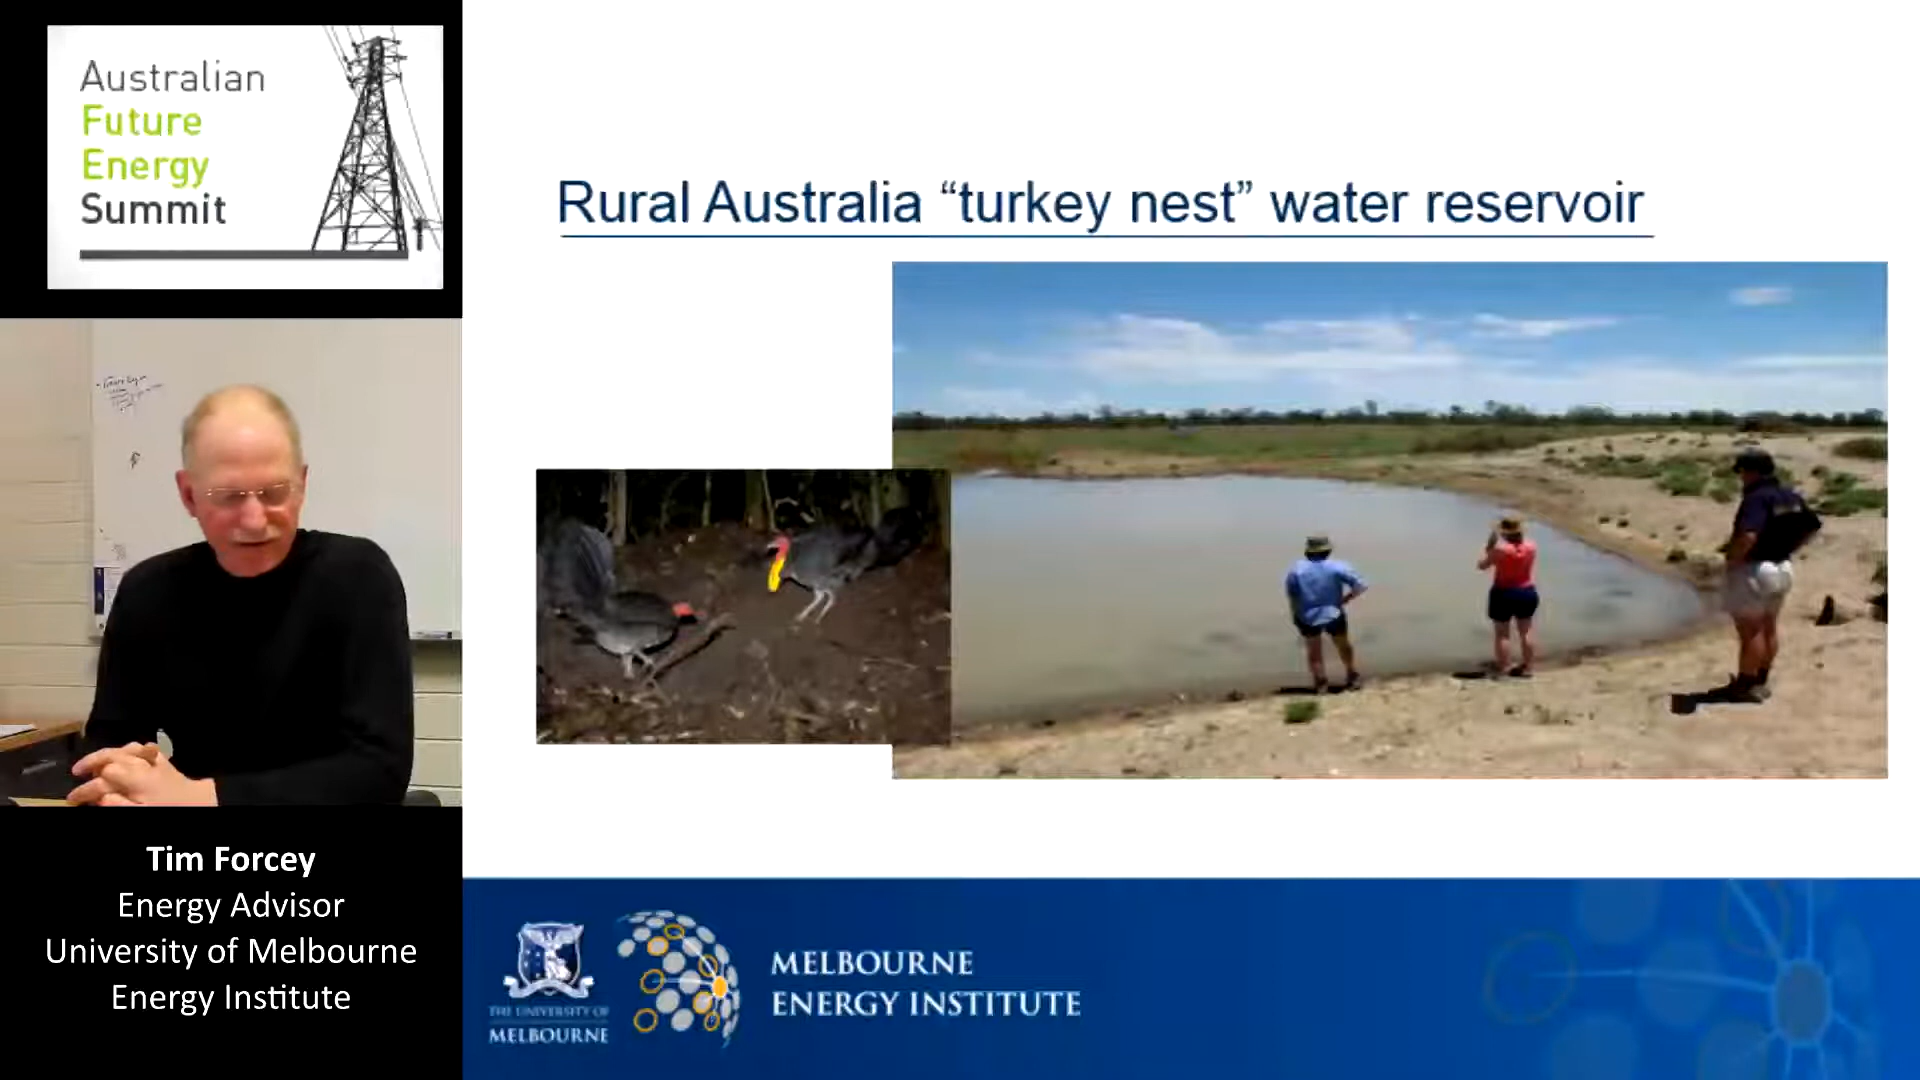 Australian
Future
Energy
Summit
Rural Australia “turkey nest” water reservoir
Tim Forcey
Energy Advisor
University of Melbourne
Energy Institute
THE UNIVERSITY OF
MELBOURNE
MELBOURNE
ENERGY INSTITUTE